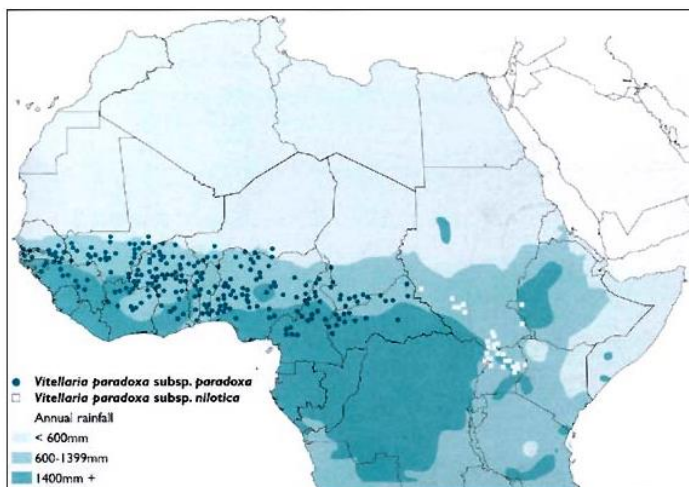 Vitellaria paradoxa subsp. paradoxa
Vitellaria paradoxa subsp. nilotica
Annual rainfall
< 600mm
600-1399mm
1400mm +